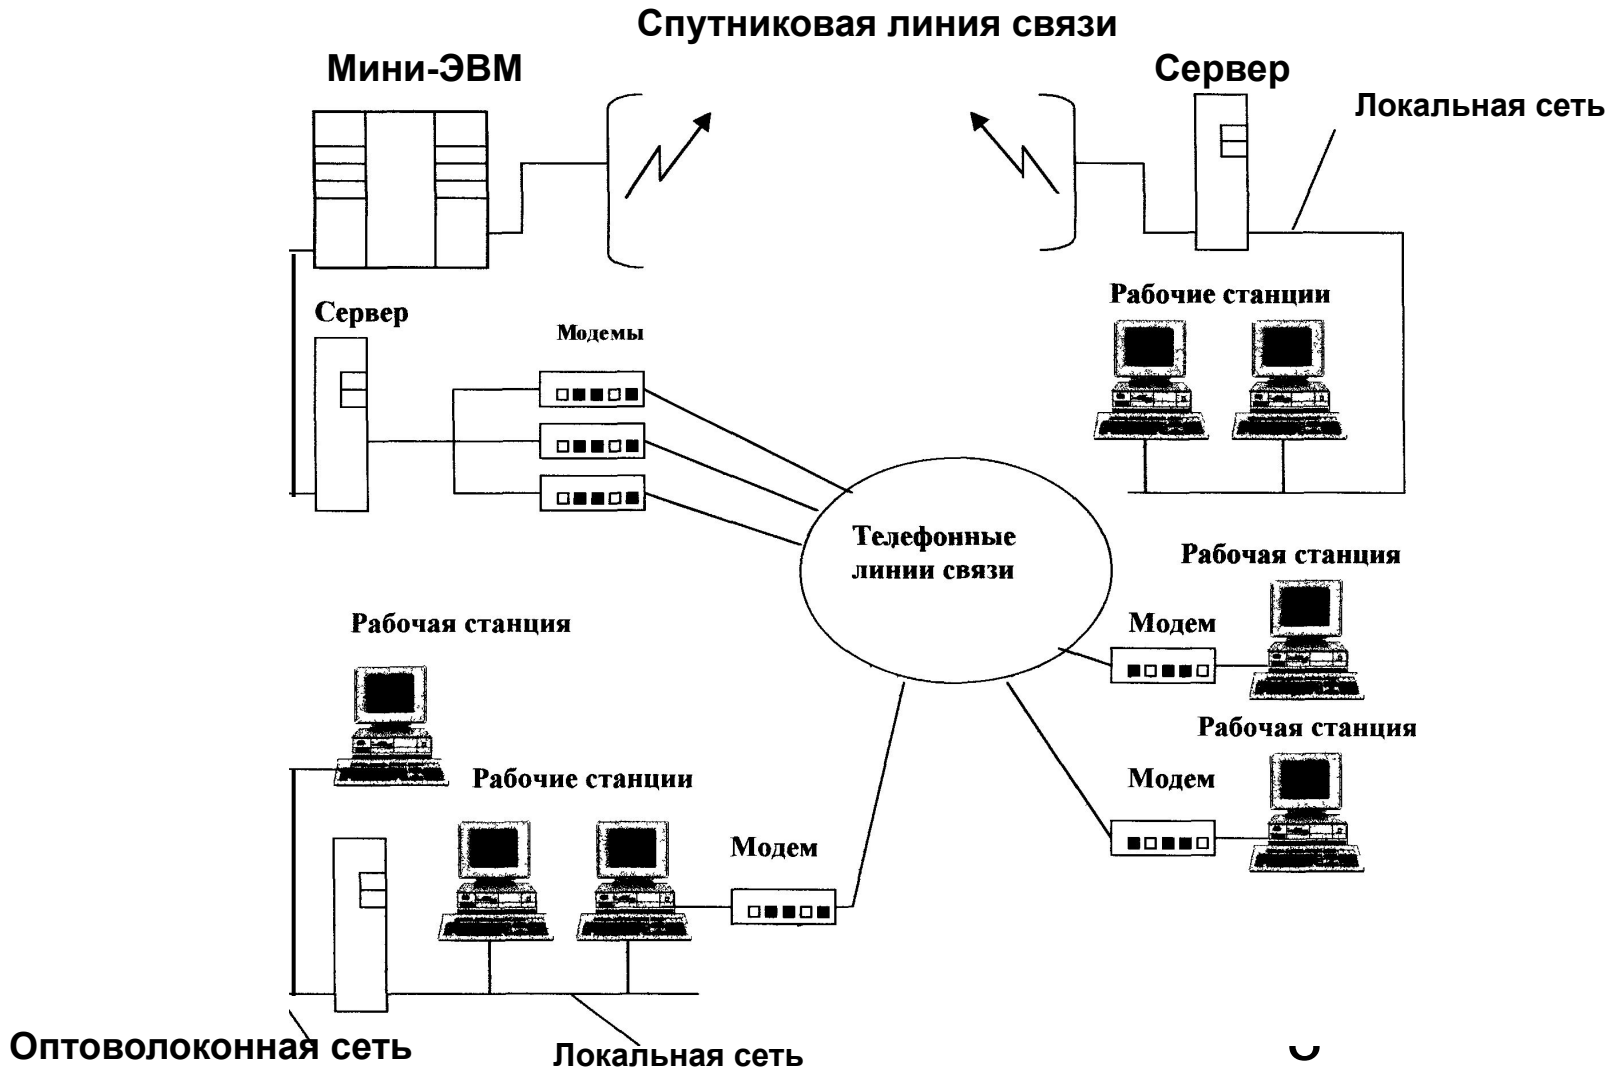 Спутниковая линия связи
Мини-ЭВМ
Сервер
Локальная сеть
Рабочие станции
Сервер
Модемы
Телефонные
линии связи
Рабочая станция
Модем
Рабочая станция
Рабочая станция
Модем
Рабочие станции
Модем
Оптоволоконная сеть
Локальная сеть